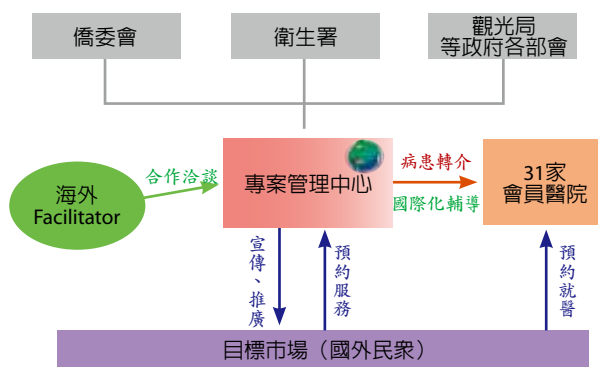 僑委會
衛生署
觀光局
等政府各部會
海外
Facilitator
合作洽談
專案管理中心
病患轉介
國際化輔導
31家
會員醫院
宣傳、推廣
預約服務
預約就醫
目標市場（國外民衆）